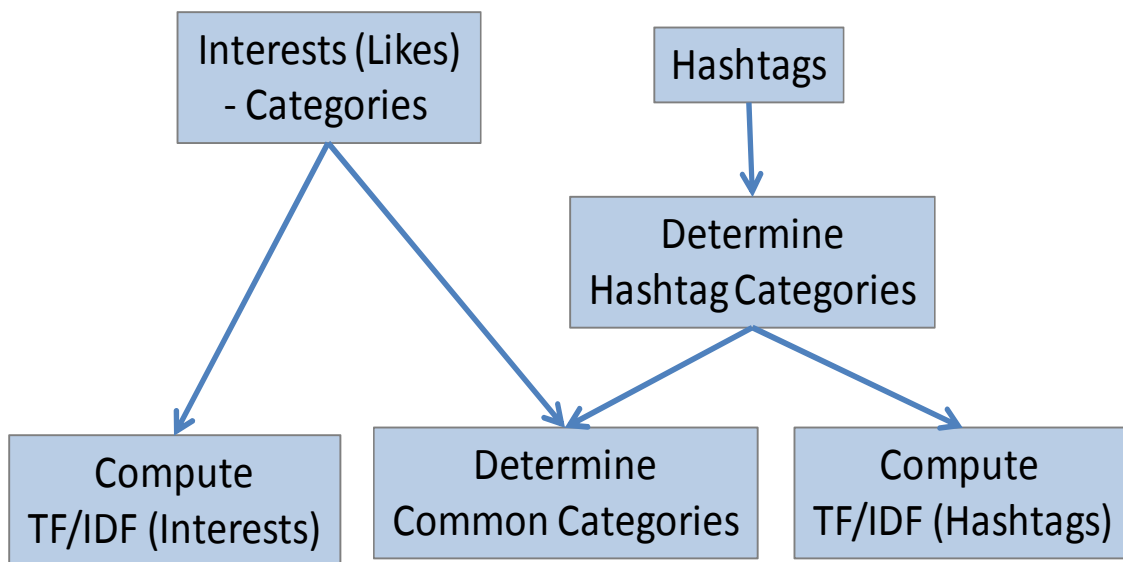 Interests (Likes)
- Categories
Hashtags
Determine
Hashtag Categories
Compute
TF/IDF (Interests)
Determine
Common Categories
Compute
TF/IDF (Hashtags)